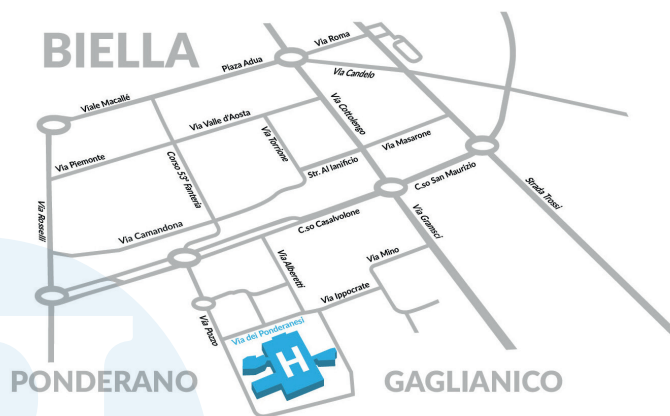 BIELLA
Via Roma
Piaza Adua
Via Candelo
Viale Macallé
Via Cottolengo
Via Valle d'Aosta
Via Torrione
Via Masarone
Via Piemonte
Corso 53° Fanteria
Str. Al lanificio
C.so San Maurizio
Strada Trossi
Via Rosselli
Via Camandona
C.so Casalvolone
Via Gramsci
Via Mino
Via Alberetti
Via Ippocrate
Via Pozzo
Via dei Ponderanesi
H
PONDERANO
GAGLIANICO